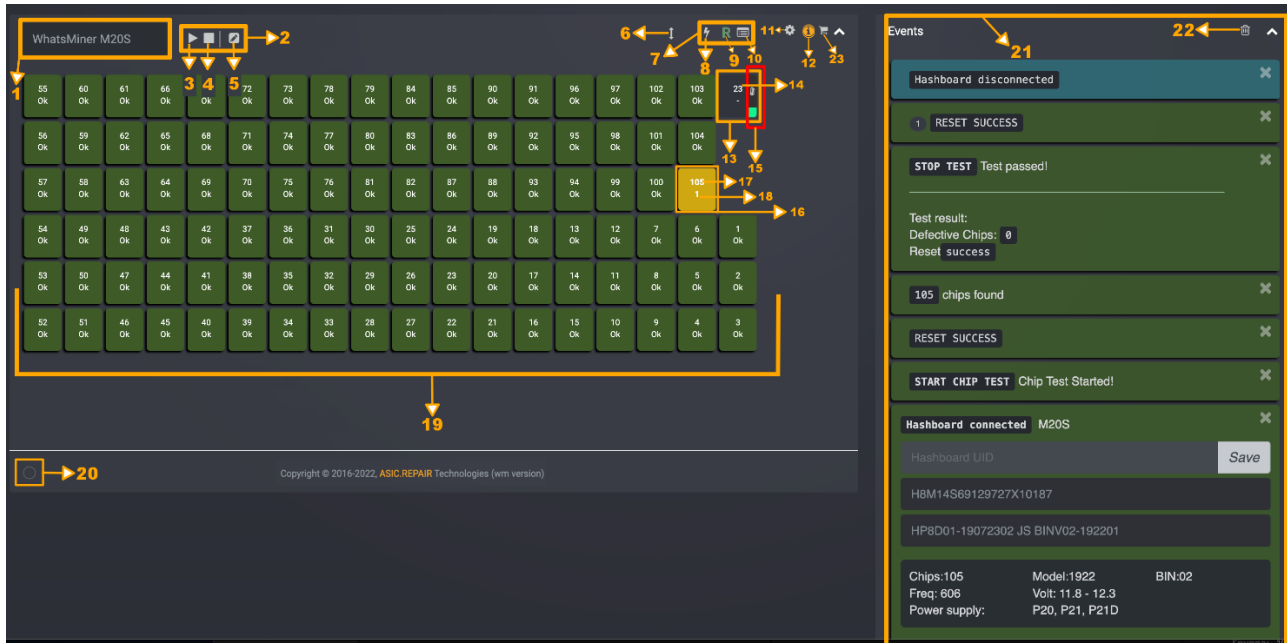 WhatsMiner M20S
2
6
7
8
R
9
10
11
12
23
1
3
4
5
55 60 61 66 72 73 78 79 84 85 90 91 96 97 102 103 23
Ok Ok Ok Ok Ok Ok Ok Ok Ok Ok Ok Ok Ok Ok Ok Ok Ok -
14
56 59 62 65 68 71 74 77 80 83 86 89 92 95 98 101 104
Ok Ok Ok Ok Ok Ok Ok Ok Ok Ok Ok Ok Ok Ok Ok Ok Ok
13
15
57 58 63 64 69 70 75 76 81 82 87 88 93 94 99 100 105
Ok Ok Ok Ok Ok Ok Ok Ok Ok Ok Ok Ok Ok Ok Ok Ok 1
17
18
16
54 49 48 43 42 37 36 31 30 25 24 19 18 13 12 7 6 1
Ok Ok Ok Ok Ok Ok Ok Ok Ok Ok Ok Ok Ok Ok Ok Ok Ok Ok
53 50 47 44 41 38 35 32 29 26 23 20 17 14 11 8 5 2
Ok Ok Ok Ok Ok Ok Ok Ok Ok Ok Ok Ok Ok Ok Ok Ok Ok Ok
52 51 46 45 40 39 34 33 28 27 22 21 16 15 10 9 4 3
Ok Ok Ok Ok Ok Ok Ok Ok Ok Ok Ok Ok Ok Ok Ok Ok Ok Ok
19
20
Copyright © 2016-2022, ASIC.REPAIR Technologies (wm version)
Events
21
22
Hashboard disconnected
1 RESET SUCCESS
STOP TEST Test passed!
Test result:
Defective Chips: 0
Reset success
105 chips found
RESET SUCCESS
START CHIP TEST Chip Test Started!
Hashboard connected M20S
Hashboard UID
Save
H8M14S69129727X10187
HP8D01-19072302 JS BINV02-192201
Chips:105 Model:1922 BIN:02
Freq: 606 Volt: 11.8 - 12.3
Power supply: P20, P21, P21D